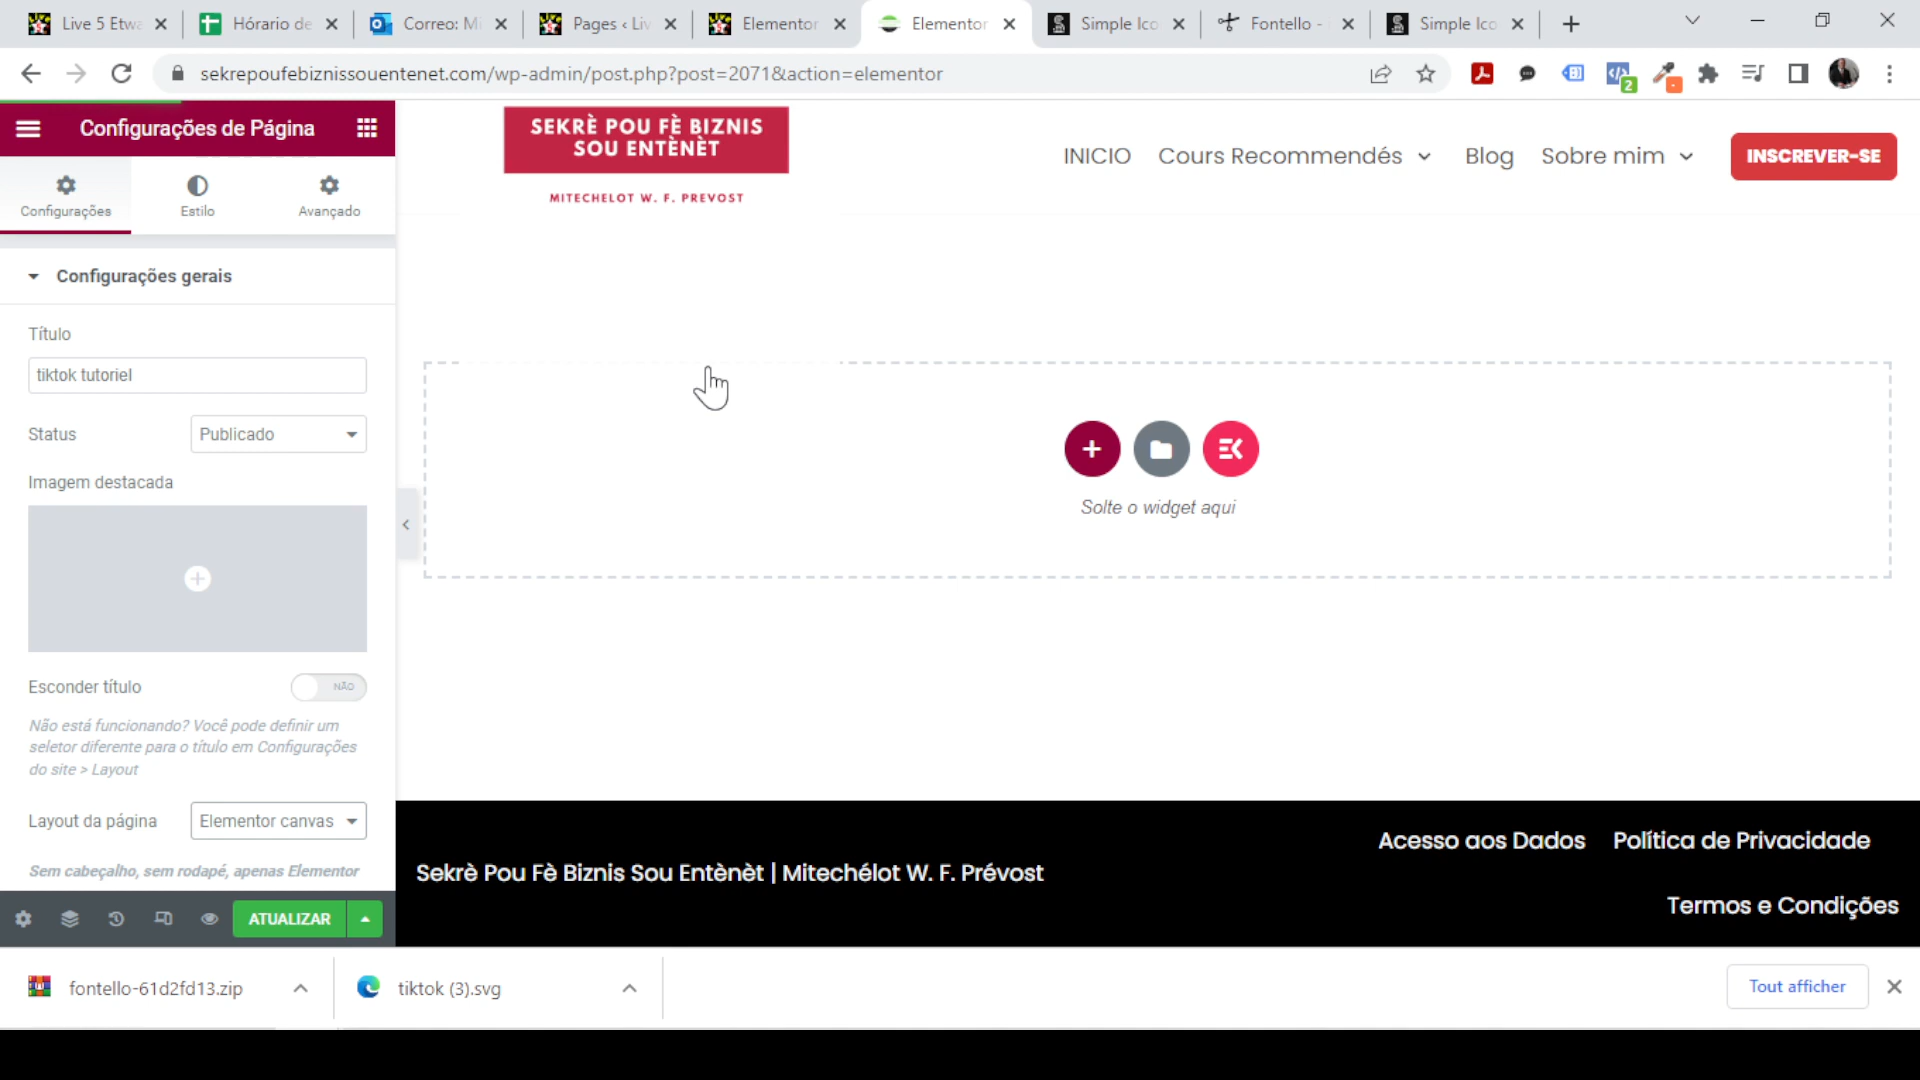 Live 5 Etwa
Hórario de
Correo: Mi
Pages ‹ Liv
Elementor
Elementor
Simple Ico
Fontello -
Simple Ico
sekrepoufebiznissouentenet.com/wp-admin/post.php?post=2071&action=elementor
2
Configurações de Página
Configurações
Estilo
Avançado
Configurações gerais
Título
tiktok tutoriel
Status
Publicado
Imagem destacada
Esconder título
NÃO
Não está funcionando? Você pode definir um
seletor diferente para o título em Configurações
do site > Layout
Layout da página
Elementor canvas
Sem cabeçalho, sem rodapé, apenas Elementor
ATUALIZAR
SEKRÈ POU FÈ BIZNIS
SOU ENTÈNÈT
MITECHELOT W. F. PREVOST
INICIO
Cours Recommendés
Blog
Sobre mim
INSCREVER-SE
Solte o widget aqui
Sekrè Pou Fè Biznis Sou Entènèt | Mitechélot W. F. Prévost
Acesso aos Dados
Política de Privacidade
Termos e Condições
fontello-61d2fd13.zip
tiktok (3).svg
Tout afficher